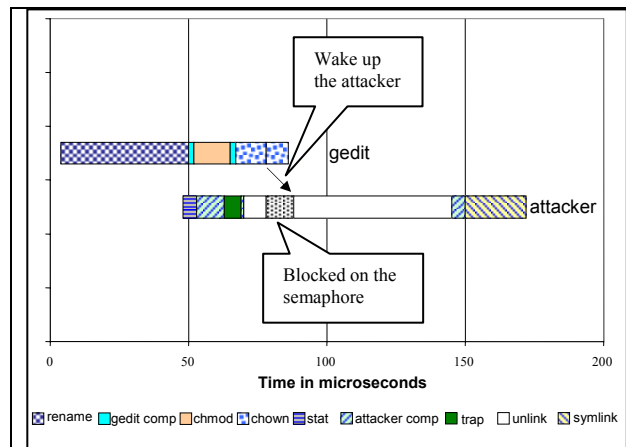 Wake up
the attacker
gedit
attacker
Blocked on the
semaphore
0 50 100 150 200
Time in microseconds
rename gedit comp chmod chown stat attacker comp trap unlink symlink